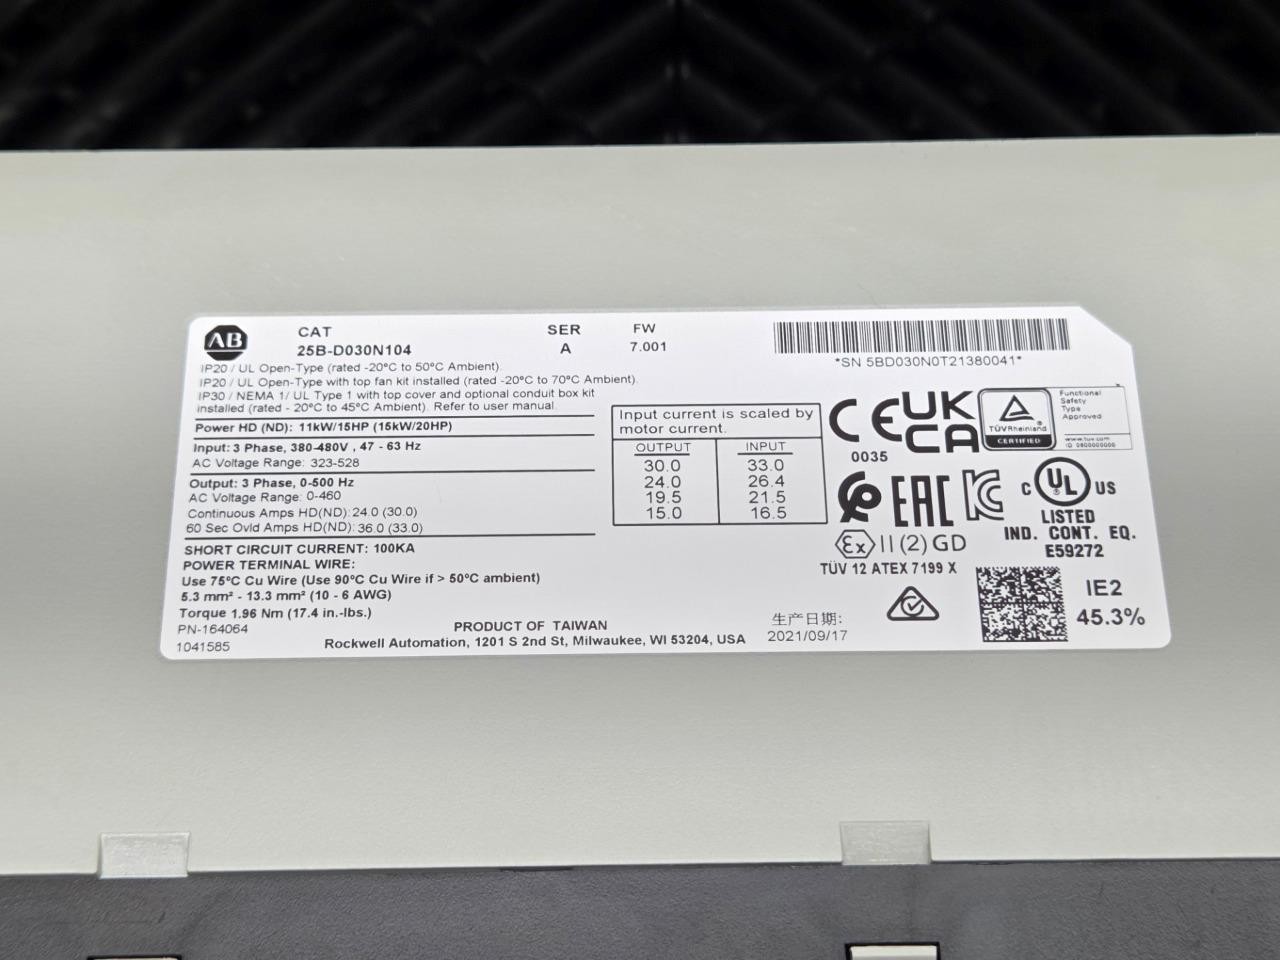 AB
CAT
25B-D030N104
SER
A
FW
7.001
*SN 5BD030N0T21380041*
IP20 / UL Open-Type (rated -20°C to 50°C Ambient).
IP20 / UL Open-Type with top fan kit installed (rated -20°C to 70°C Ambient).
IP30 / NEMA 1/ UL Type 1 with top cover and optional conduit box kit
installed (rated - 20°C to 45°C Ambient). Refer to user manual.
Power HD (ND): 11kW/15HP (15kW/20HP)
Input: 3 Phase, 380-480V , 47 - 63 Hz
AC Voltage Range: 323-528
Output: 3 Phase, 0-500 Hz
AC Voltage Range: 0-460
Continuous Amps HD(ND): 24.0 (30.0)
60 Sec Ovld Amps HD(ND): 36.0 (33.0)
SHORT CIRCUIT CURRENT: 100KA
POWER TERMINAL WIRE:
Use 75°C Cu Wire (Use 90°C Cu Wire if > 50°C ambient)
5.3 mm² - 13.3 mm² (10 - 6 AWG)
Torque 1.96 Nm (17.4 in.-lbs.)
PN-164064
1041585
PRODUCT OF TAIWAN
Rockwell Automation, 1201 S 2nd St, Milwaukee, WI 53204, USA
Input current is scaled by
motor current.
OUTPUT INPUT
30.0 33.0
24.0 26.4
19.5 21.5
15.0 16.5
生产日期:
2021/09/17
CE
0035
UK
CA
TÜVRheinland
CERTIFIED
Functional
Safety
Type
Approved
www.tuv.com
ID 0600000000
EAC
C UL US
LISTED
IND. CONT. EQ.
E59272
Ex II (2) GD
TÜV 12 ATEX 7199 X
IE2
45.3%